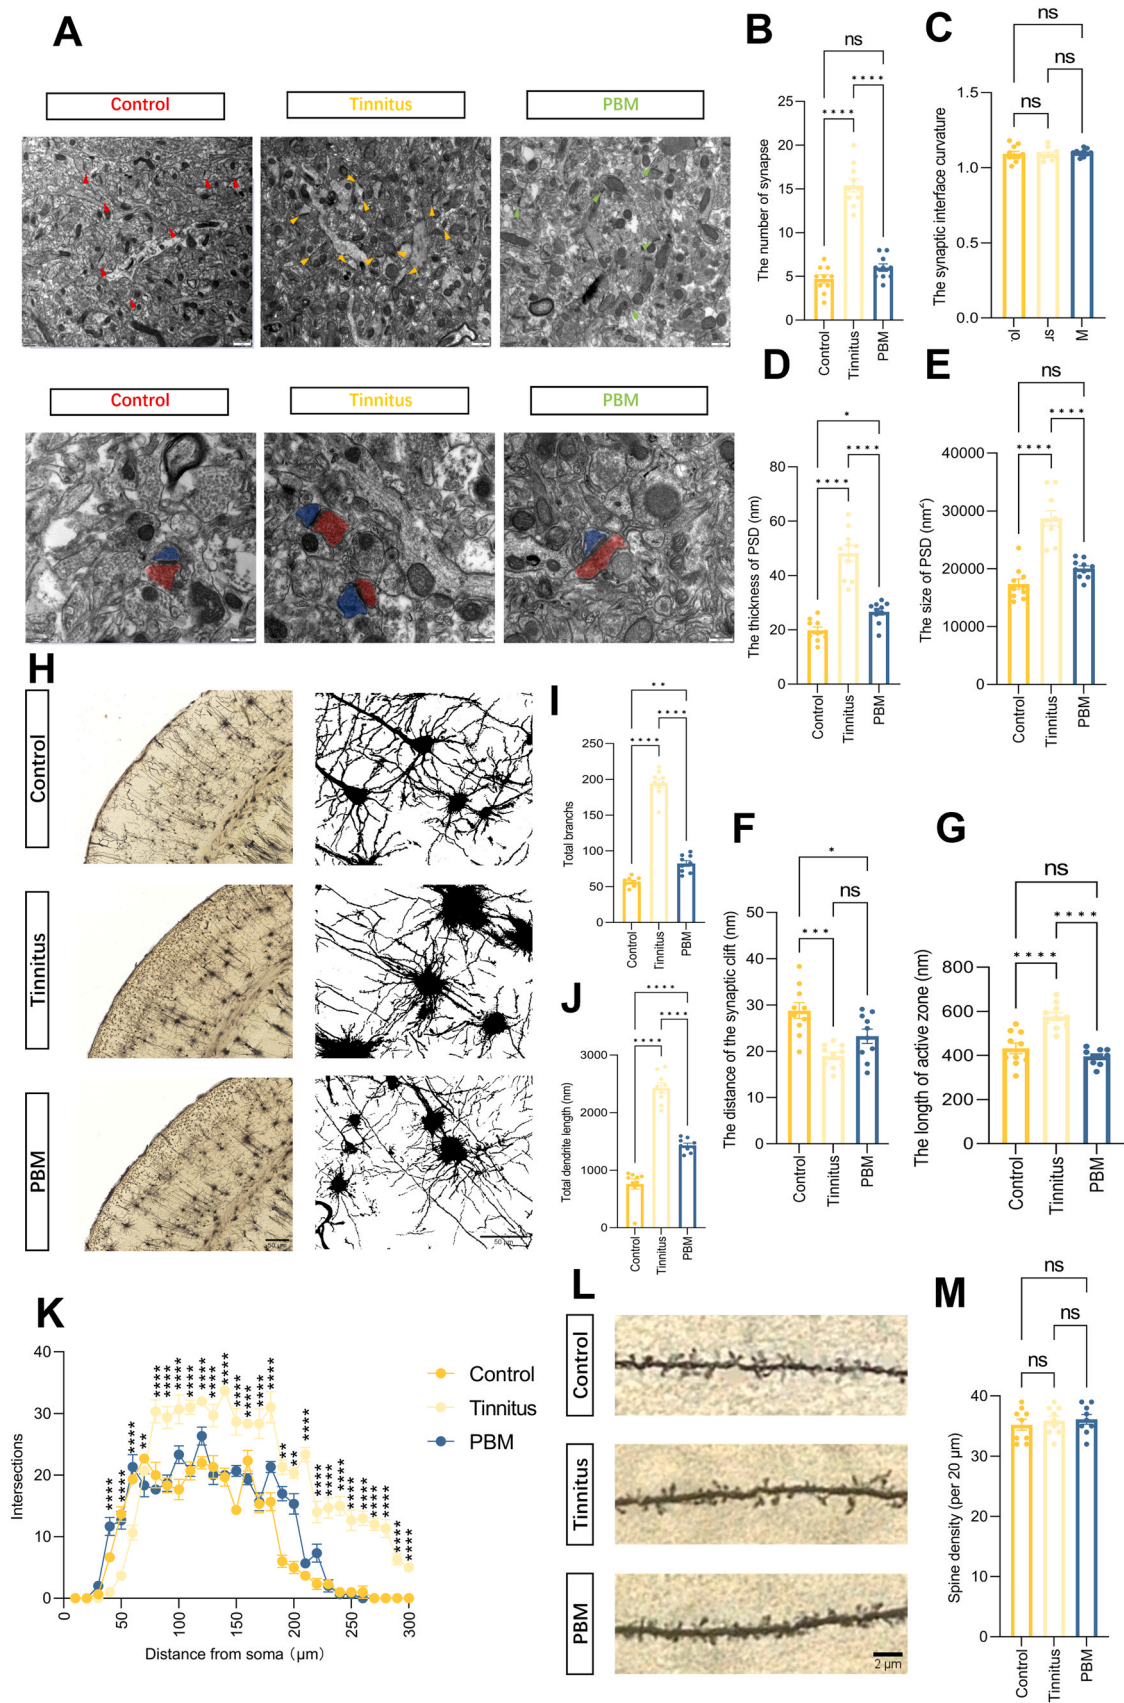 A
Control
Tinnitus
PBM
Control
Tinnitus
PBM
B
ns
****
****
The number of synapse
25
20
15
10
5
0
Control
Tinnitus
PBM
C
ns
ns
ns
The synaptic interface curvature
1.5
1.0
0.5
0.0
rol
us
M
D
*
****
****
The thickness of PSD (nm)
80
60
40
20
0
Control
Tinnitus
PBM
E
ns
****
****
The size of PSD (nm²)
40000
30000
20000
10000
0
Control
Tinnitus
PBM
H
Control
Tinnitus
PBM
50 μm
50 μm
I
**
****
****
Total branchs
250
200
150
100
50
0
Control
Tinnitus
PBM
J
****
****
****
Total dendrite length (nm)
3000
2000
1000
0
Control
Tinnitus
PBM
F
*
ns
***
The distance of the synaptic clift (nm)
50
40
30
20
10
0
Control
Tinnitus
PBM
G
ns
****
****
The length of active zone (nm)
800
600
400
200
0
Control
Tinnitus
PBM
K
Intersections
40
30
20
10
0
0
50
100
150
200
250
300
Distance from soma (μm)
Control
Tinnitus
PBM
L
Control
Tinnitus
PBM
2 μm
M
ns
ns
ns
Spine density (per 20 μm)
40
30
20
10
0
Control
Tinnitus
PBM